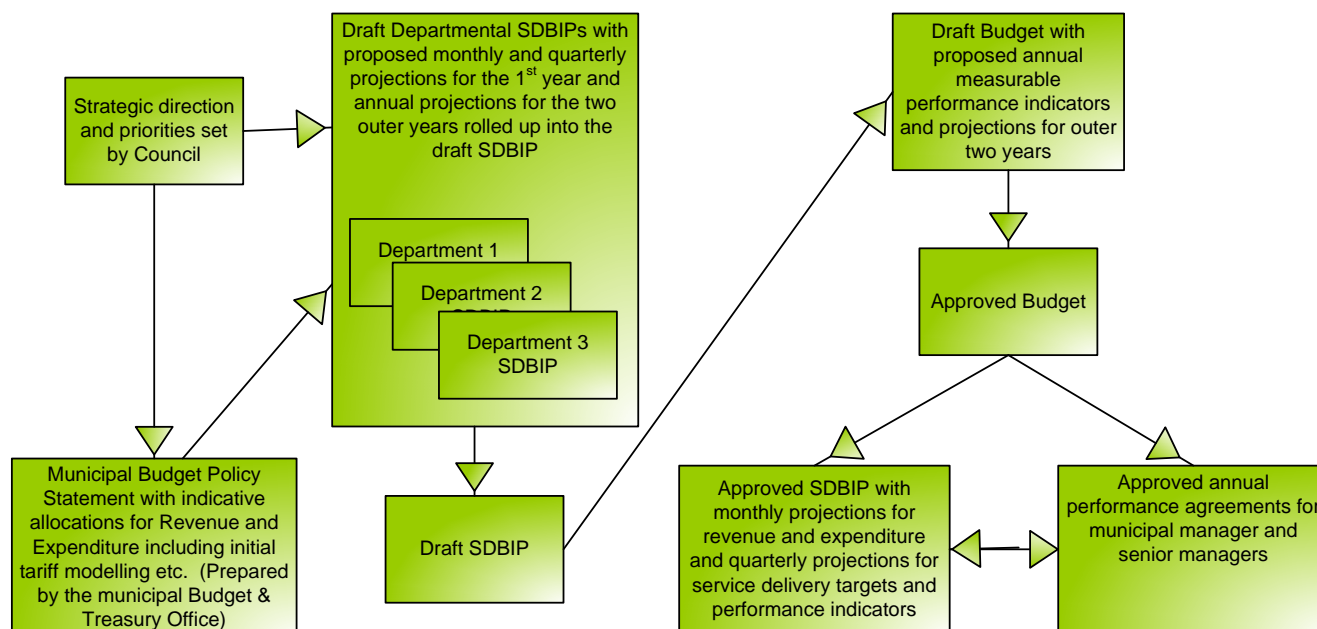 Strategic direction
and priorities set
by Council
Municipal Budget Policy
Statement with indicative
allocations for Revenue and
Expenditure including initial
tariff modelling etc. (Prepared
by the municipal Budget &
Treasury Office)
Draft Departmental SDBIPs with
proposed monthly and quarterly
projections for the 1st year and
annual projections for the two
outer years rolled up into the
draft SDBIP
Department 1
Department 2
SDBIP
Department 3
SDBIP
Draft SDBIP
Draft Budget with
proposed annual
measurable
performance indicators
and projections for outer
two years
Approved Budget
Approved SDBIP with
monthly projections for
revenue and expenditure
and quarterly projections for
service delivery targets and
performance indicators
Approved annual
performance agreements for
municipal manager and
senior managers